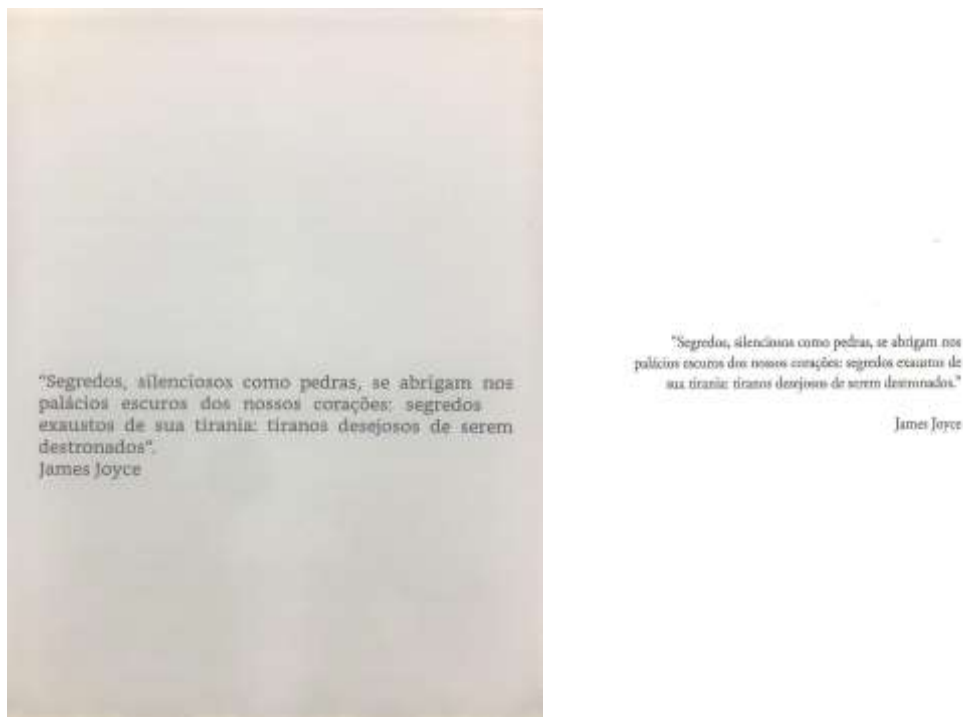 "Segredos, silenciosos como pedras, se abrigam nos
palácios escuros dos nossos corações: segredos
exaustos de sua tirania: tiranos desejosos de serem
destronados".
James Joyce
"Segredos, silenciosos como pedras, se abrigam nos
palácios escuros dos nossos corações: segredos exaustos de
sua tirania: tiranos desejosos de serem destronados."
James Joyce